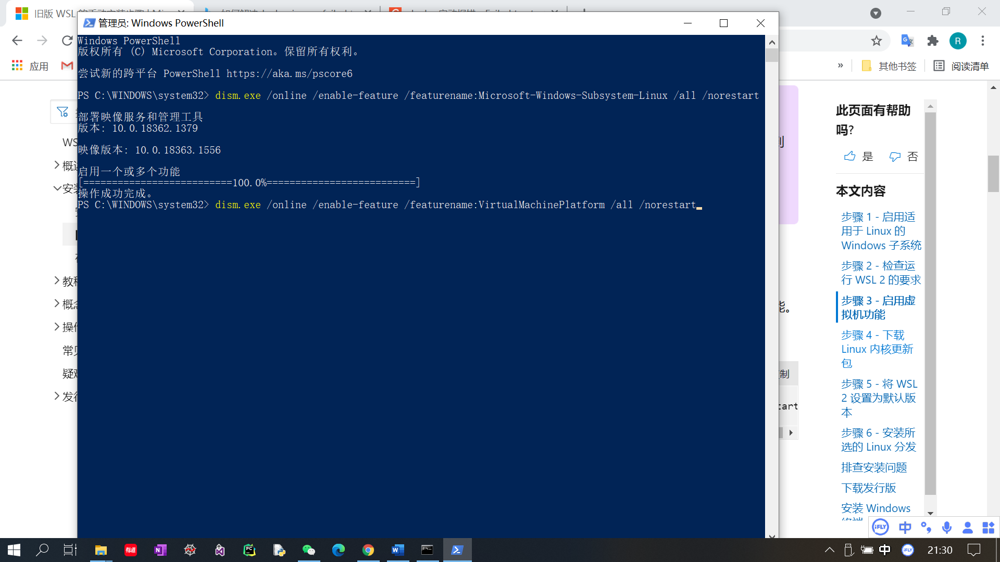 旧版 WSL
管理员: Windows PowerShell
R
应用
»
其他书签
阅读清单
Windows PowerShell
版权所有 (C) Microsoft Corporation。保留所有权利。
尝试新的跨平台 PowerShell https://aka.ms/pscore6
PS C:\WINDOWS\system32> dism.exe /online /enable-feature /featurename:Microsoft-Windows-Subsystem-Linux /all /norestart
部署映像服务和管理工具
版本: 10.0.18362.1379
映像版本: 10.0.18363.1556
启用一个或多个功能
[==========================100.0%==========================]
操作成功完成。
PS C:\WINDOWS\system32> dism.exe /online /enable-feature /featurename:VirtualMachinePlatform /all /norestart
此页面有帮助
吗?
是 否
本文内容
步骤 1 - 启用适
用于 Linux 的
Windows 子系统
步骤 2 - 检查运
行 WSL 2 的要求
步骤 3 - 启用虚
拟机功能
步骤 4 - 下载
Linux 内核更新
包
步骤 5 - 将 WSL
2 设置为默认版
本
步骤 6 - 安装所
选的 Linux 分发
排查安装问题
下载发行版
安装 Windows
能。
制
tart
iFLY 中
有道
中
iFLY
21:30